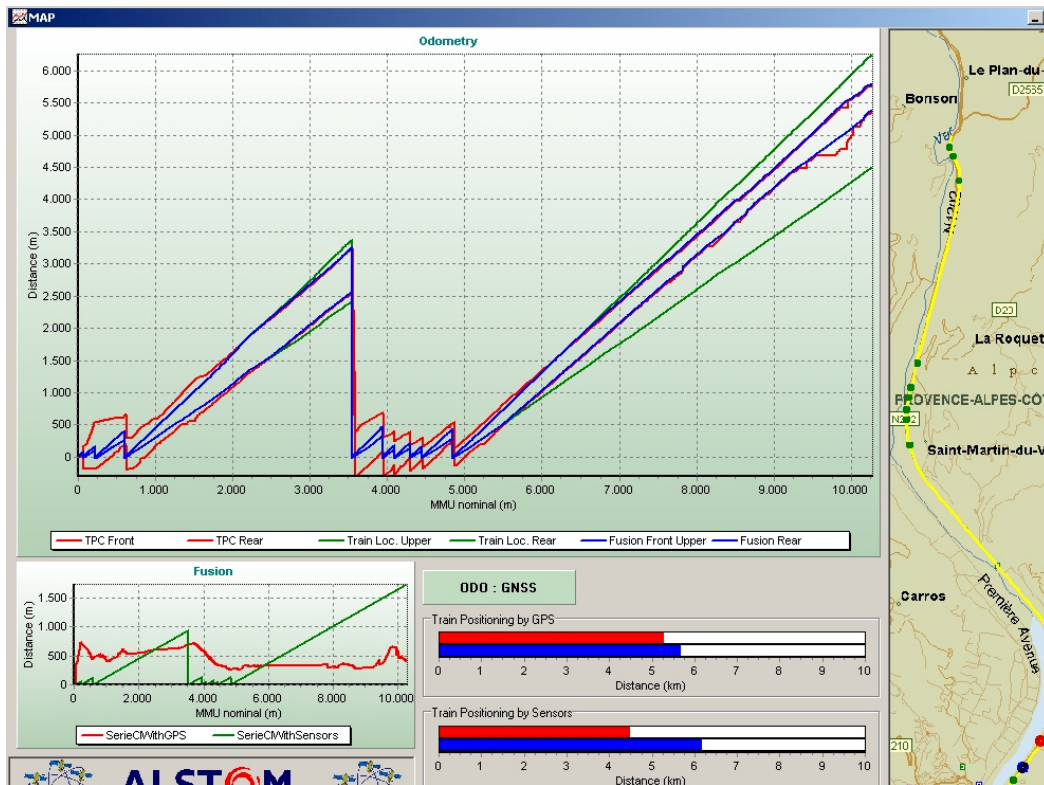 MAP
Odometry
6.000
5.500
5.000
4.500
4.000
3.500
3.000
2.500
2.000
1.500
1.000
500
0
Distance (m)
0 1.000 2.000 3.000 4.000 5.000 6.000 7.000 8.000 9.000 10.000
MMU nominal (m)
TPC Front TPC Rear Train Loc. Upper Train Loc. Rear Fusion Front Upper Fusion Rear
Fusion
1.500
1.000
500
0
Distance (m)
0 2.000 4.000 6.000 8.000 10.000
MMU nominal (m)
SerieCIWithGPS SerieCIWithSensors
ALSTOM
ODO : GNSS
Train Positioning by GPS
0 1 2 3 4 5 6 7 8 9 10
Distance (km)
Train Positioning by Sensors
0 1 2 3 4 5 6 7 8 9 10
Distance (km)
Le Plan-du-
D2565
Bonson
Var
D20
La Roquet
A l p e
PROVENCE-ALPES-CÔT
N202
Saint-Martin-du-V
Carros
Première Avenue
210